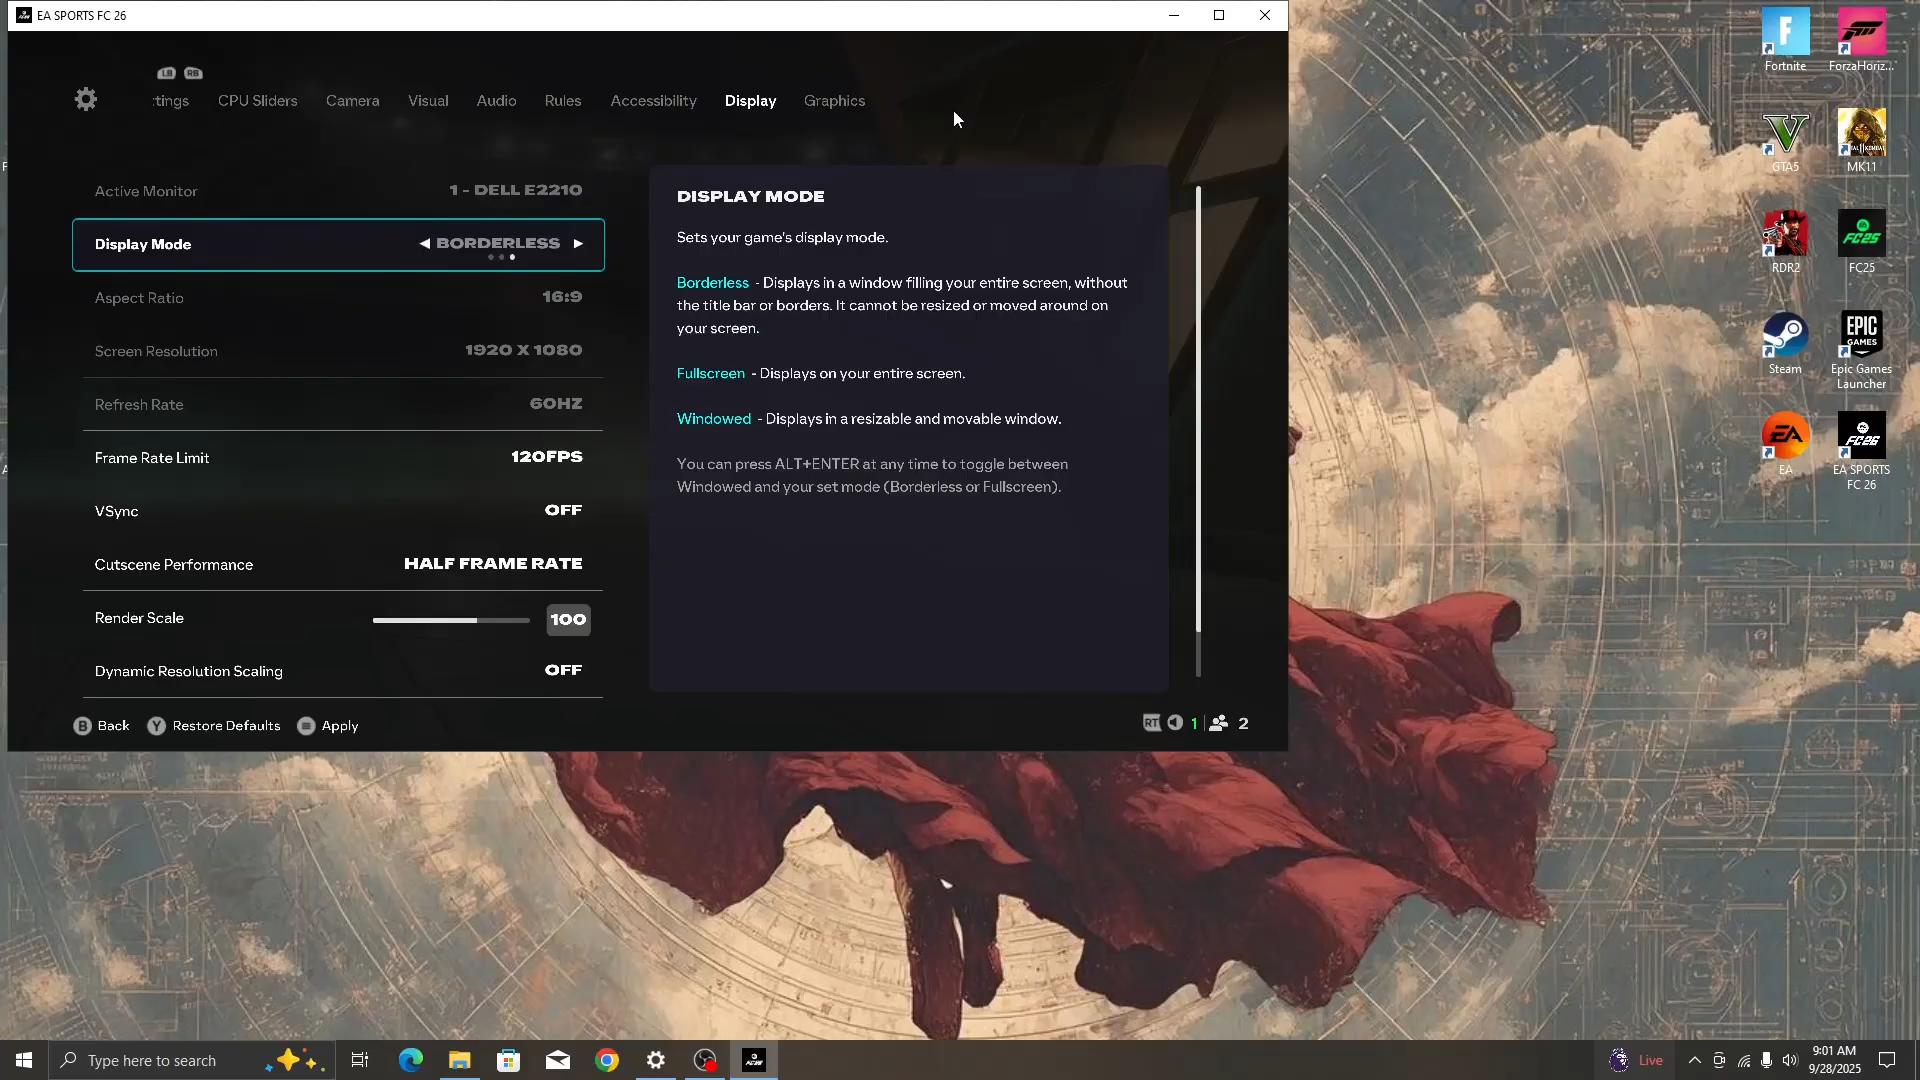 EA SPORTS FC 26
LB RB
:tings CPU Sliders Camera Visual Audio Rules Accessibility Display Graphics
Active Monitor 1 - DELL E2210
Display Mode BORDERLESS
Aspect Ratio 16:9
Screen Resolution 1920 X 1080
Refresh Rate 60HZ
Frame Rate Limit 120FPS
VSync OFF
Cutscene Performance HALF FRAME RATE
Render Scale 100
Dynamic Resolution Scaling OFF
B Back Y Restore Defaults Apply
DISPLAY MODE
Sets your game's display mode.
Borderless - Displays in a window filling your entire screen, without
the title bar or borders. It cannot be resized or moved around on
your screen.
Fullscreen - Displays on your entire screen.
Windowed - Displays in a resizable and movable window.
You can press ALT+ENTER at any time to toggle between
Windowed and your set mode (Borderless or Fullscreen).
RT 1 2
Fortnite ForzaHoriz...
GTA5 MK11
FC25
RDR2 FC25
EPIC
GAMES
Steam Epic Games
Launcher
EA FC26
EA EA SPORTS
FC 26
Type here to search
Live
9:01 AM
9/28/2025